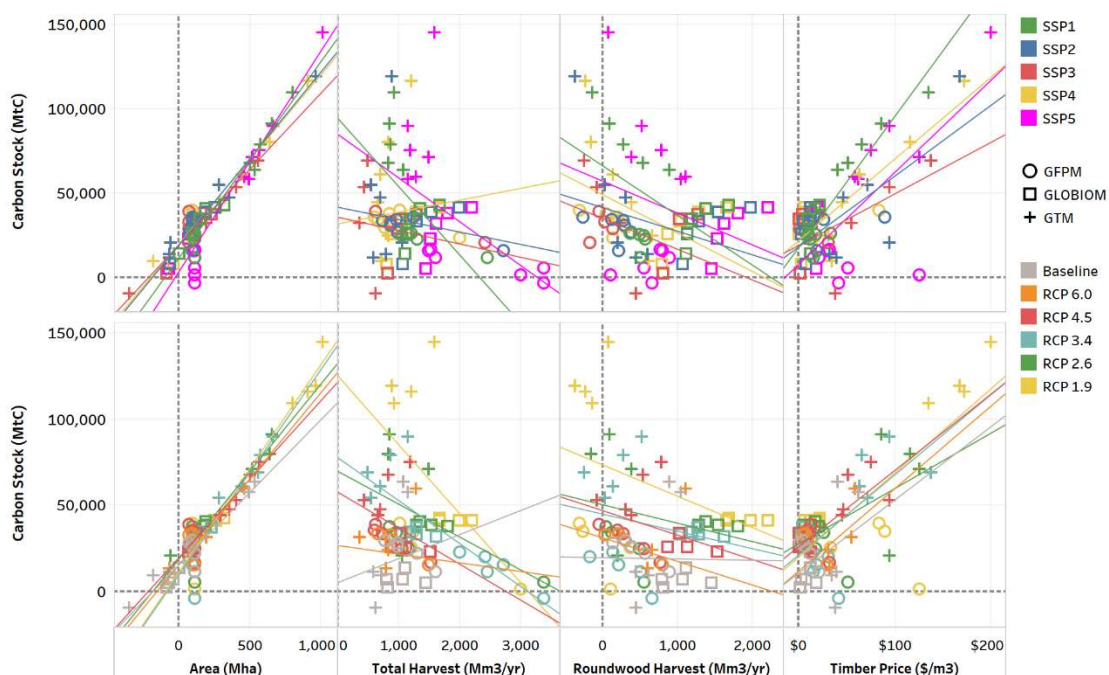 150,000
100,000
50,000
0
Carbon Stock (MtC)
SSP1
SSP2
SSP3
SSP4
SSP5
GFPM
GLOBIOM
GTM
Baseline
RCP 6.0
RCP 4.5
RCP 3.4
RCP 2.6
RCP 1.9
150,000
100,000
50,000
0
Carbon Stock (MtC)
0 500 1,000 0 1,000 2,000 3,000 0 1,000 2,000 $0 $100 $200
Area (Mha) Total Harvest (Mm3/yr) Roundwood Harvest (Mm3/yr) Timber Price ($/m3)